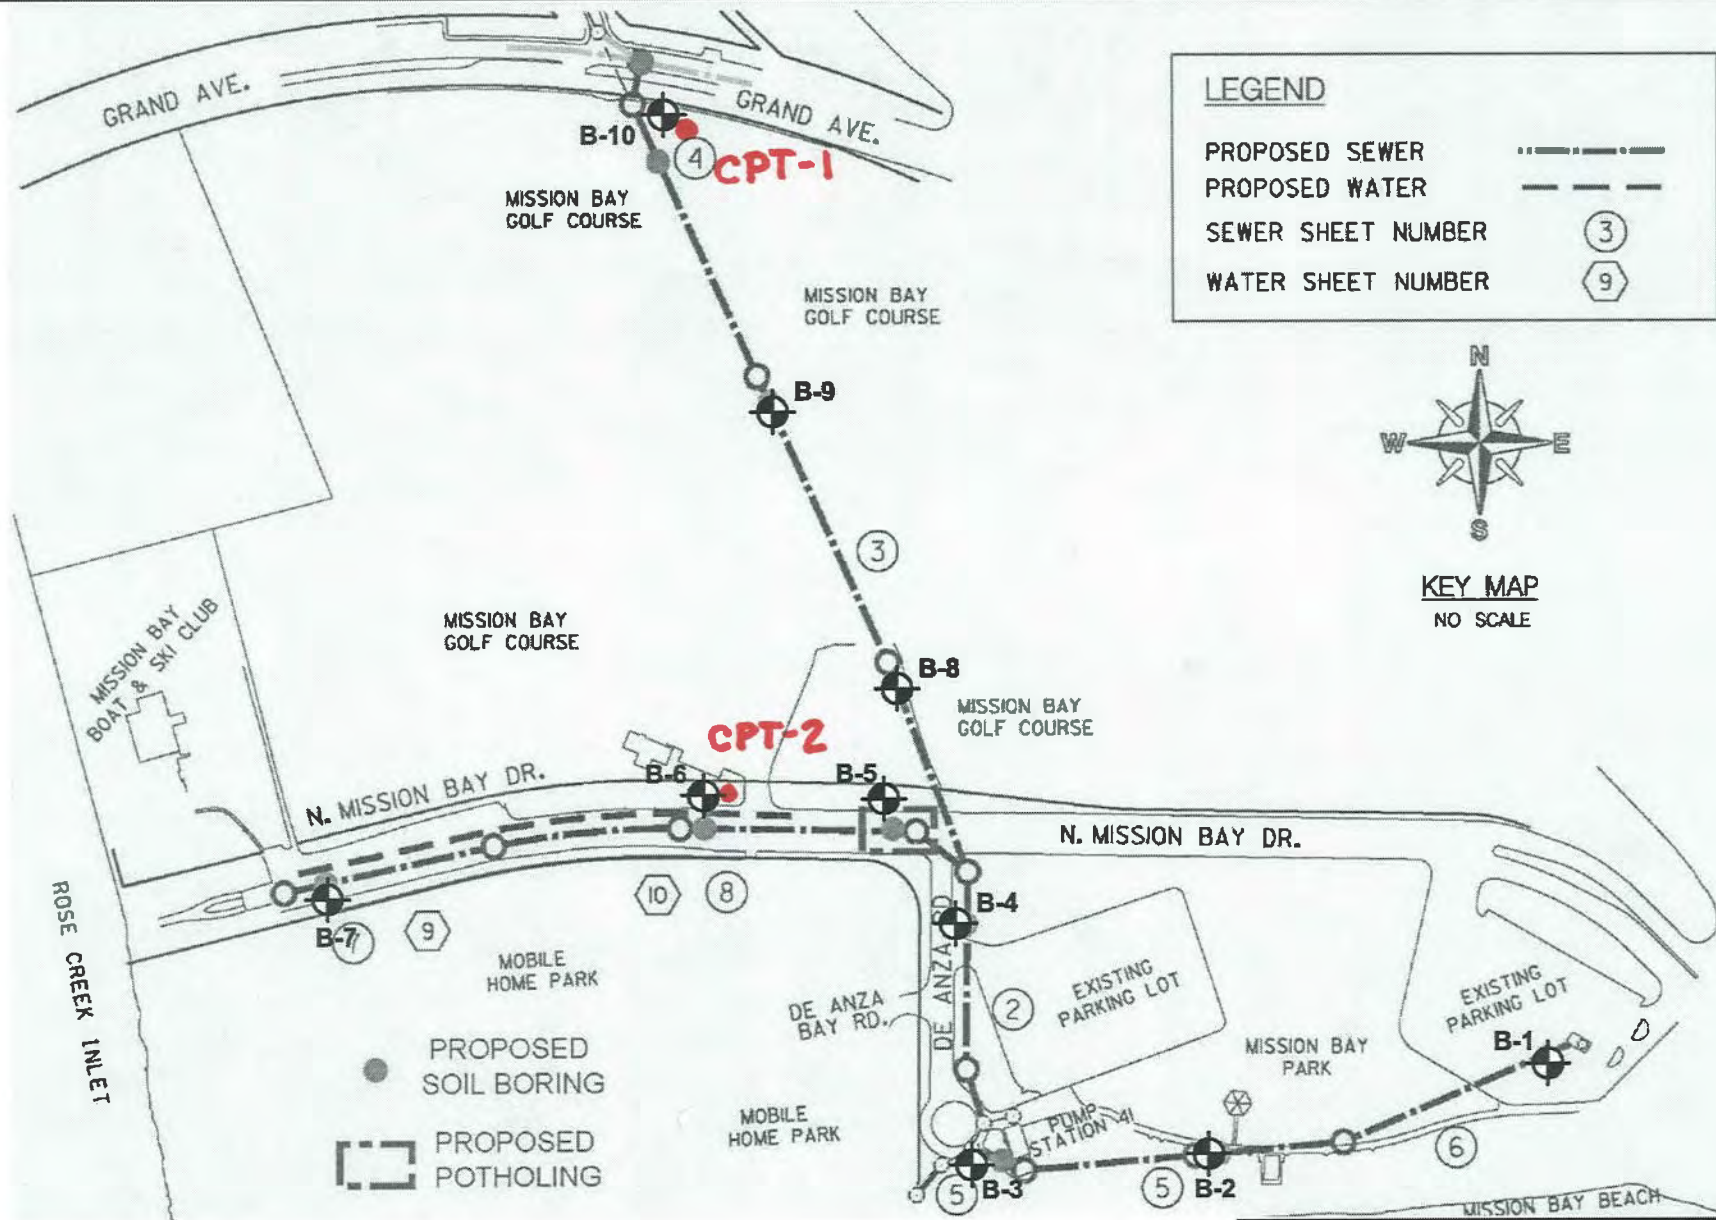 GRAND AVE.
GRAND AVE.
B-10
4
CPT-1
MISSION BAY
GOLF COURSE
MISSION BAY
GOLF COURSE
LEGEND
PROPOSED SEWER
PROPOSED WATER
SEWER SHEET NUMBER
3
WATER SHEET NUMBER
9
N
W
E
S
KEY MAP
NO SCALE
B-9
3
MISSION BAY
GOLF COURSE
MISSION BAY
BOAT & SKI CLUB
B-8
MISSION BAY
GOLF COURSE
CPT-2
B-6
B-5
N. MISSION BAY DR.
N. MISSION BAY DR.
10
8
B-7
7
9
B-4
MOBILE
HOME PARK
ROSE CREEK INLET
DE ANZA
BAY RD.
DE ANZA RD
2
EXISTING
PARKING LOT
EXISTING
PARKING LOT
B-1
MISSION BAY
PARK
PROPOSED
SOIL BORING
PROPOSED
POTHOLING
MOBILE
HOME PARK
PUMP
STATION 41
B-3
5
5
B-2
6
MISSION BAY BEACH